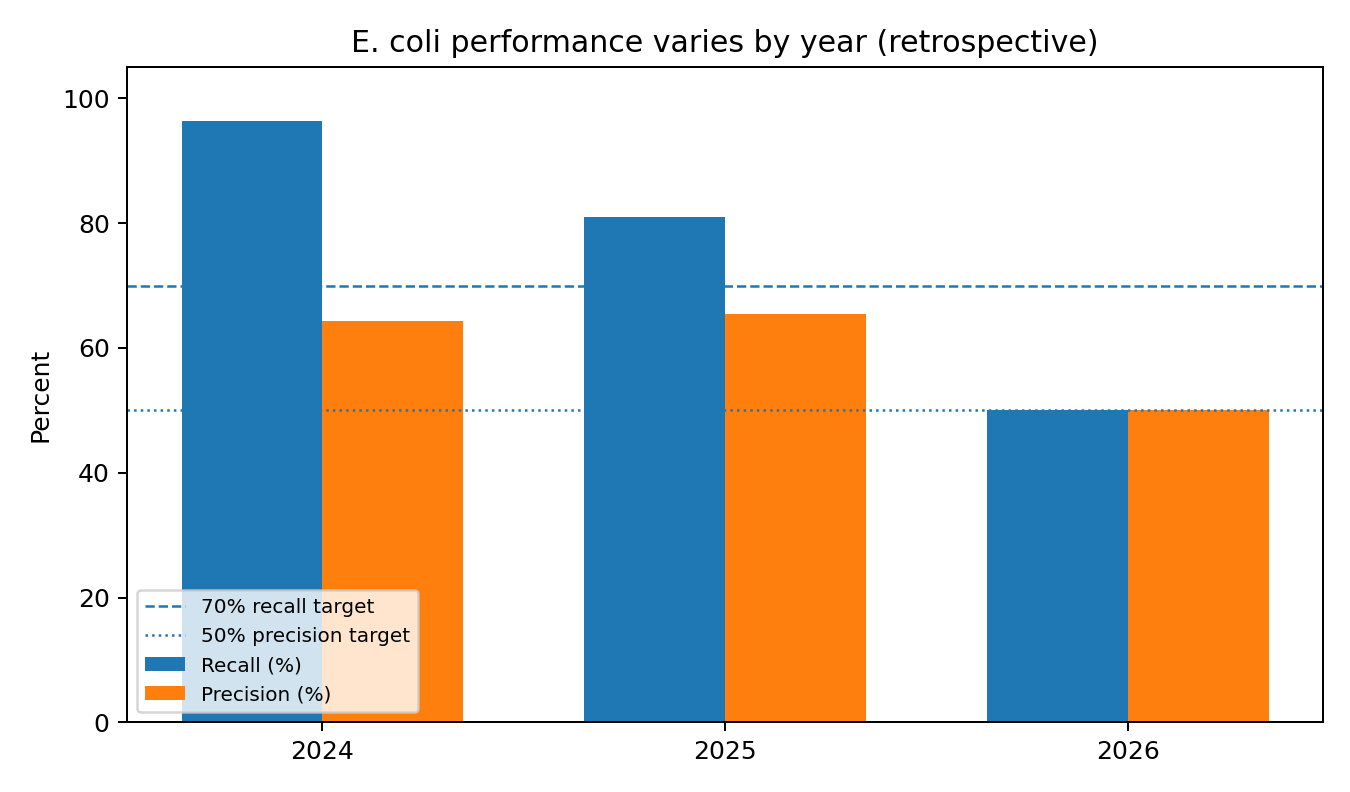 E. coli performance varies by year (retrospective)
100
80
60
40
20
0
Percent
70% recall target
50% precision target
Recall (%)
Precision (%)
2024
2025
2026